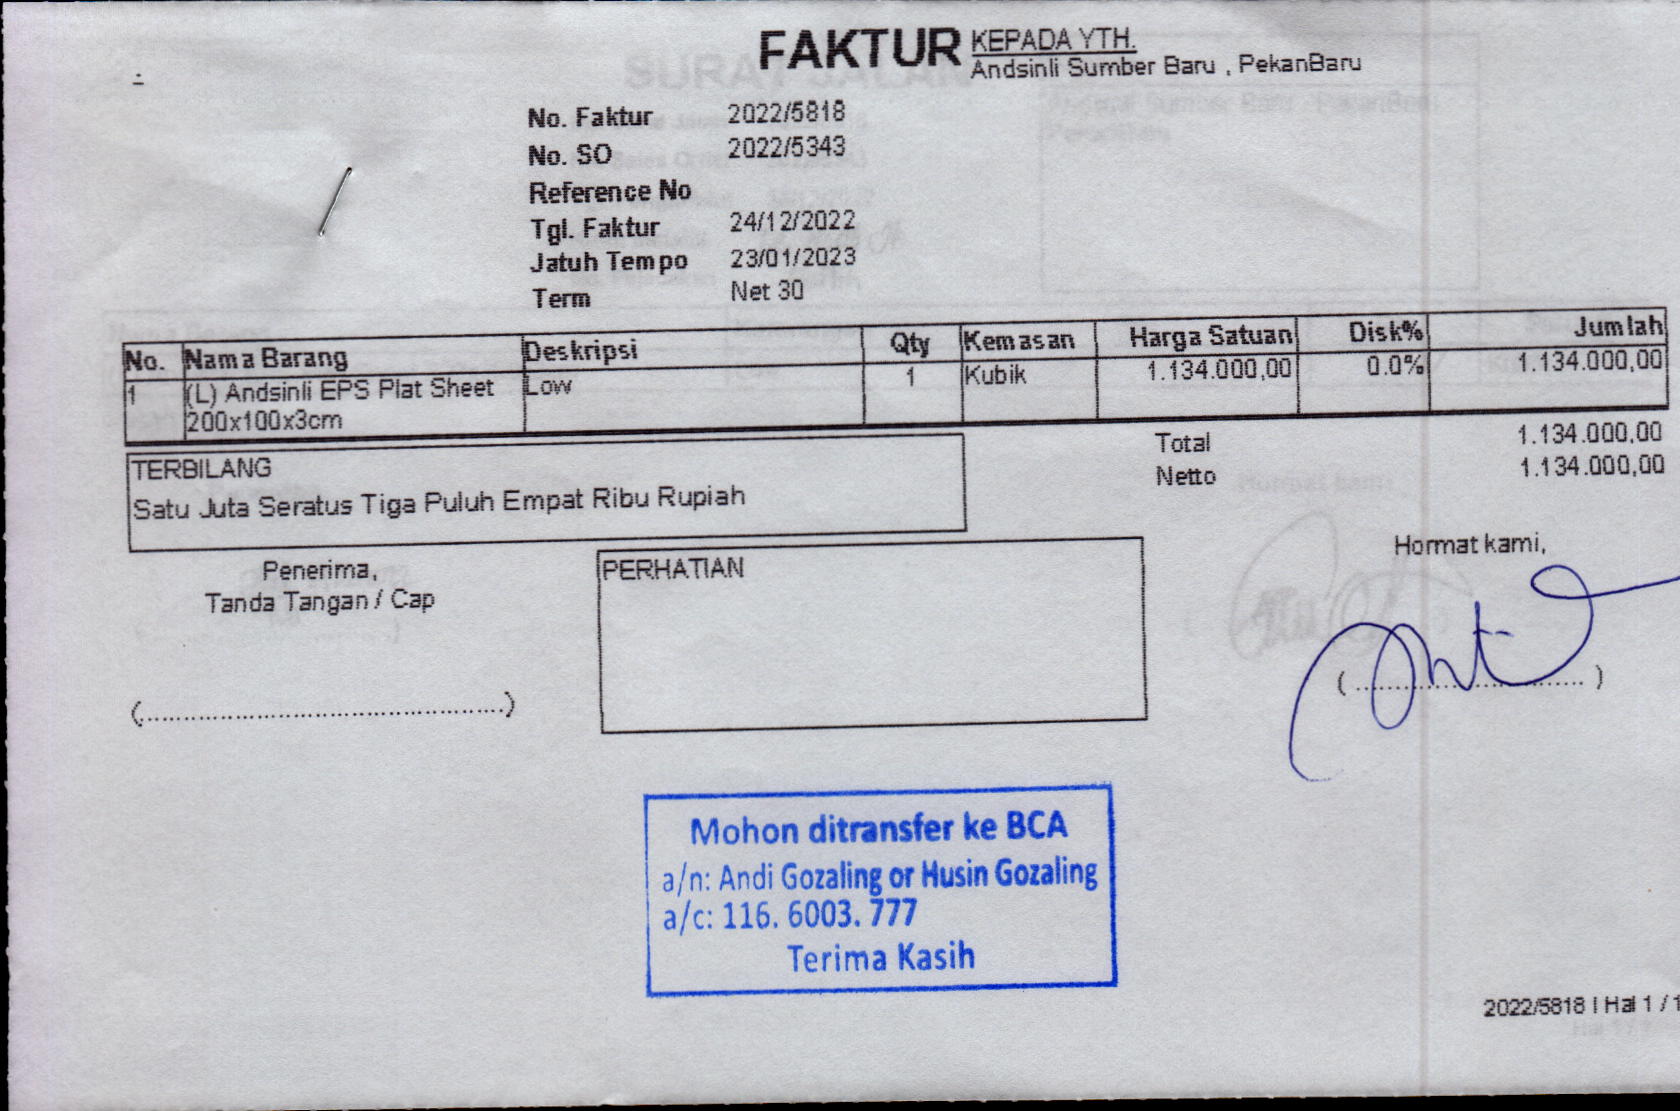 FAKTUR
KEPADA YTH.
Andsinli Sumber Baru , PekanBaru
No. Faktur 2022/5818
No. SO 2022/5343
Reference No
Tgl. Faktur 24/12/2022
Jatuh Tempo 23/01/2023
Term Net 30
No. Nama Barang Deskripsi Qty Kemasan Harga Satuan Disk% Jumlah
1 (L) Andsinli EPS Plat Sheet Low 1 Kubik 1.134.000,00 0.0% 1.134.000,00
200x100x3cm
Total 1.134.000,00
Netto 1.134.000,00
TERBILANG
Satu Juta Seratus Tiga Puluh Empat Ribu Rupiah
Penerima,
Tanda Tangan / Cap
(................................................)
PERHATIAN
Hormat kami,
(................................)
Mohon ditransfer ke BCA
a/n: Andi Gozaling or Husin Gozaling
a/c: 116. 6003. 777
Terima Kasih
2022/5818 | Hal 1 / 1